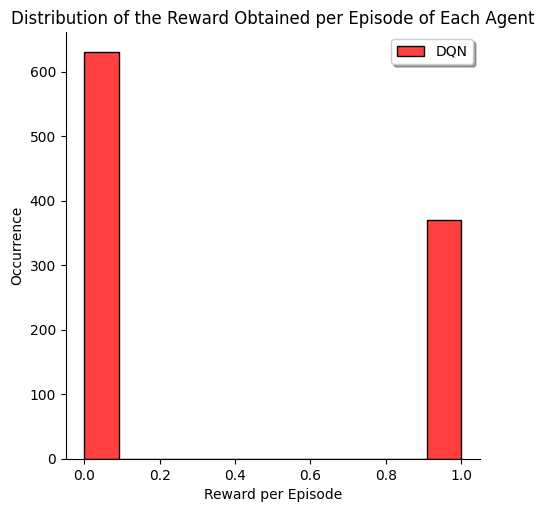 Distribution of the Reward Obtained per Episode of Each Agent
DQN
600
500
400
300
200
100
0
Occurrence
0.0 0.2 0.4 0.6 0.8 1.0
Reward per Episode